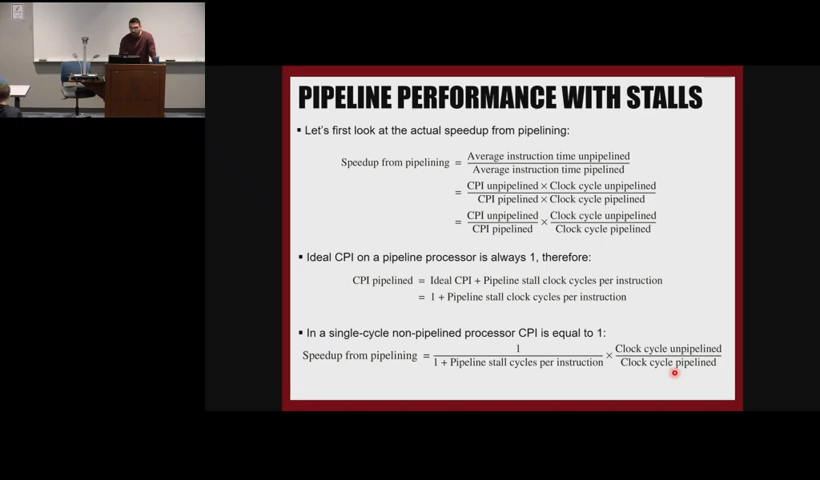 PIPELINE PERFORMANCE WITH STALLS
▪ Let's first look at the actual speedup from pipelining:
Speedup from pipelining = Average instruction time unpipelined / Average instruction time pipelined
= CPI unpipelined × Clock cycle unpipelined / CPI pipelined × Clock cycle pipelined
= CPI unpipelined / CPI pipelined × Clock cycle unpipelined / Clock cycle pipelined
▪ Ideal CPI on a pipeline processor is always 1, therefore:
CPI pipelined = Ideal CPI + Pipeline stall clock cycles per instruction
= 1 + Pipeline stall clock cycles per instruction
▪ In a single-cycle non-pipelined processor CPI is equal to 1:
Speedup from pipelining = 1 / 1 + Pipeline stall cycles per instruction × Clock cycle unpipelined / Clock cycle pipelined